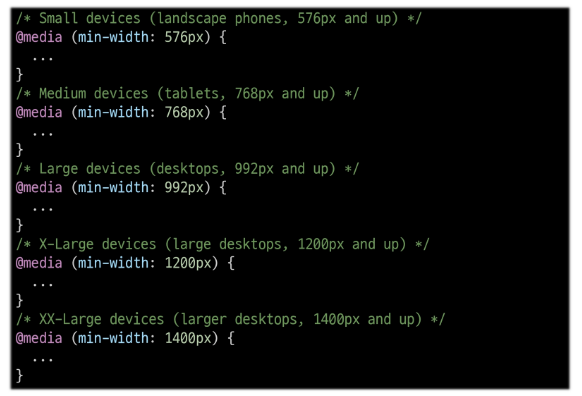 /* Small devices (landscape phones, 576px and up) */
@media (min-width: 576px) {
  ...
}
/* Medium devices (tablets, 768px and up) */
@media (min-width: 768px) {
  ...
}
/* Large devices (desktops, 992px and up) */
@media (min-width: 992px) {
  ...
}
/* X-Large devices (large desktops, 1200px and up) */
@media (min-width: 1200px) {
  ...
}
/* XX-Large devices (larger desktops, 1400px and up) */
@media (min-width: 1400px) {
  ...
}